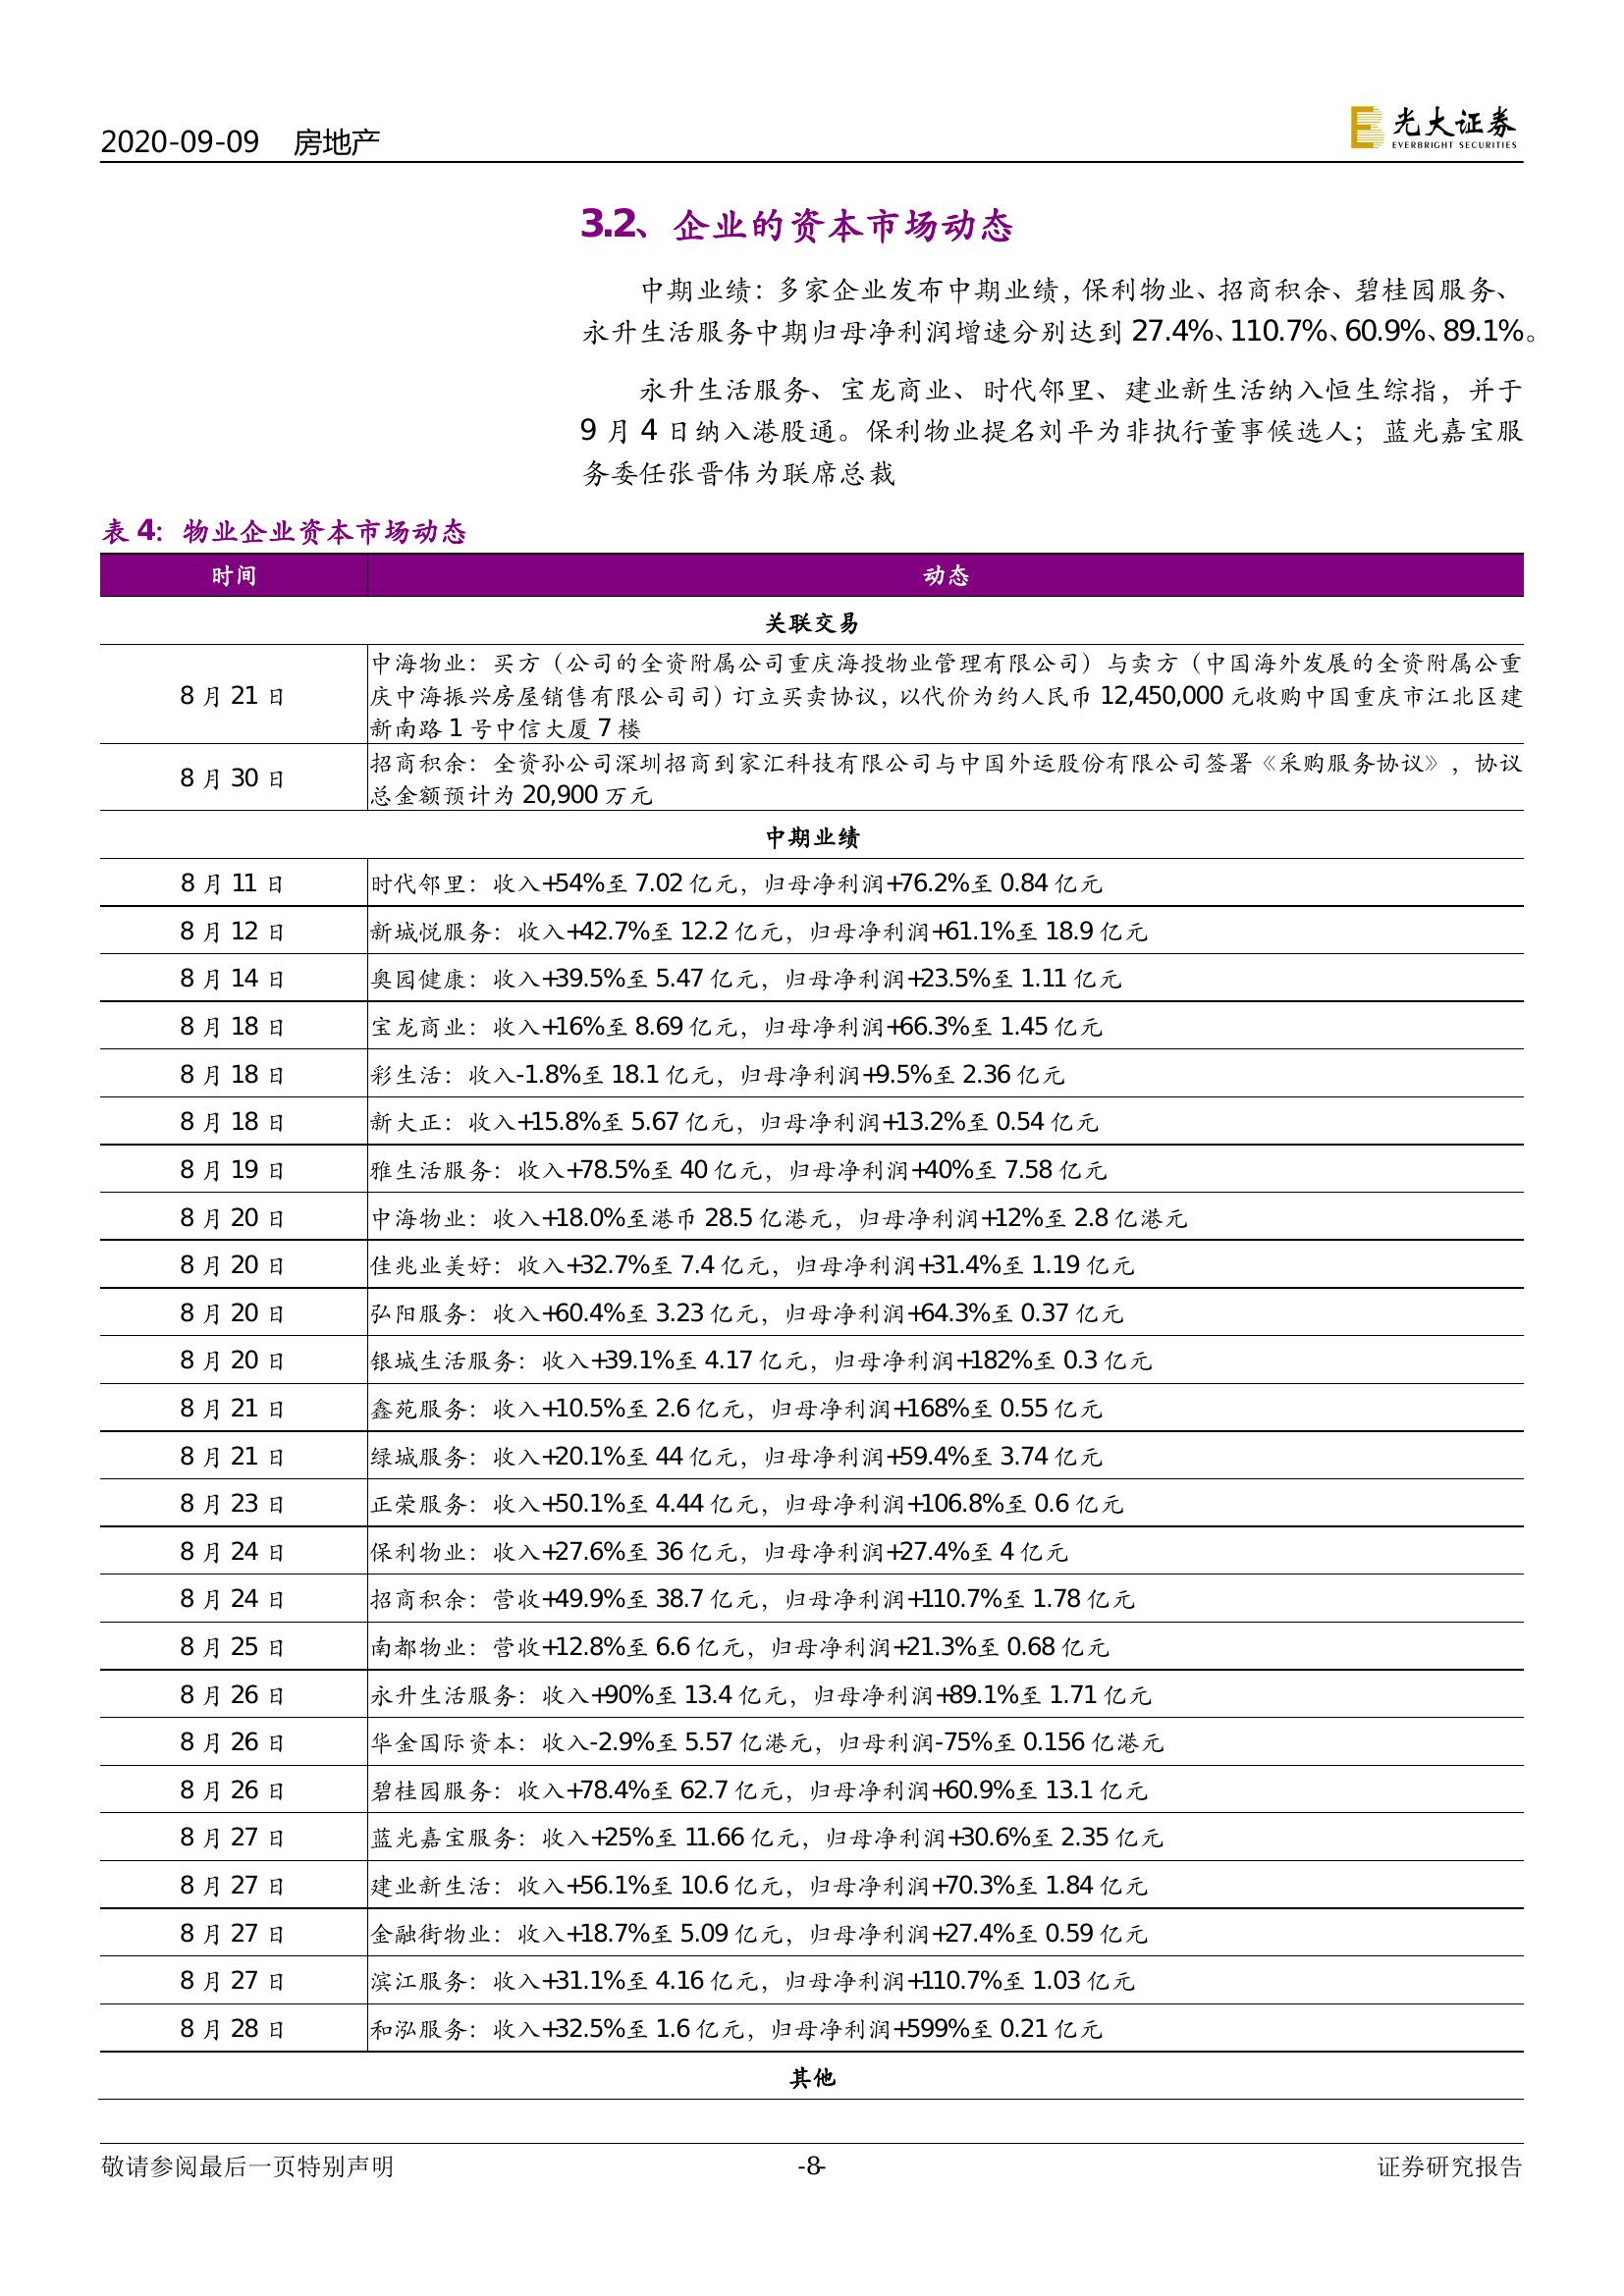 2020-09-09 房地产
光大证券
EVERBRIGHT SECURITIES
3.2、企业的资本市场动态
中期业绩：多家企业发布中期业绩，保利物业、招商积余、碧桂园服务、
永升生活服务中期归母净利润增速分别达到 27.4%、110.7%、60.9%、89.1%。
永升生活服务、宝龙商业、时代邻里、建业新生活纳入恒生综指，并于
9 月 4 日纳入港股通。保利物业提名刘平为非执行董事候选人；蓝光嘉宝服
务委任张晋伟为联席总裁
表 4：物业企业资本市场动态
时间 动态
关联交易
中海物业：买方（公司的全资附属公司重庆海投物业管理有限公司）与卖方（中国海外发展的全资附属公重
8 月 21 日 庆中海振兴房屋销售有限公司司）订立买卖协议，以代价为约人民币 12,450,000 元收购中国重庆市江北区建
新南路 1 号中信大厦 7 楼
8 月 30 日 招商积余：全资孙公司深圳招商到家汇科技有限公司与中国外运股份有限公司签署《采购服务协议》，协议
总金额预计为 20,900 万元
中期业绩
8 月 11 日 时代邻里：收入+54%至 7.02 亿元，归母净利润+76.2%至 0.84 亿元
8 月 12 日 新城悦服务：收入+42.7%至 12.2 亿元，归母净利润+61.1%至 18.9 亿元
8 月 14 日 奥园健康：收入+39.5%至 5.47 亿元，归母净利润+23.5%至 1.11 亿元
8 月 18 日 宝龙商业：收入+16%至 8.69 亿元，归母净利润+66.3%至 1.45 亿元
8 月 18 日 彩生活：收入-1.8%至 18.1 亿元，归母净利润+9.5%至 2.36 亿元
8 月 18 日 新大正：收入+15.8%至 5.67 亿元，归母净利润+13.2%至 0.54 亿元
8 月 19 日 雅生活服务：收入+78.5%至 40 亿元，归母净利润+40%至 7.58 亿元
8 月 20 日 中海物业：收入+18.0%至港币 28.5 亿港元，归母净利润+12%至 2.8 亿港元
8 月 20 日 佳兆业美好：收入+32.7%至 7.4 亿元，归母净利润+31.4%至 1.19 亿元
8 月 20 日 弘阳服务：收入+60.4%至 3.23 亿元，归母净利润+64.3%至 0.37 亿元
8 月 20 日 银城生活服务：收入+39.1%至 4.17 亿元，归母净利润+182%至 0.3 亿元
8 月 21 日 鑫苑服务：收入+10.5%至 2.6 亿元，归母净利润+168%至 0.55 亿元
8 月 21 日 绿城服务：收入+20.1%至 44 亿元，归母净利润+59.4%至 3.74 亿元
8 月 23 日 正荣服务：收入+50.1%至 4.44 亿元，归母净利润+106.8%至 0.6 亿元
8 月 24 日 保利物业：收入+27.6%至 36 亿元，归母净利润+27.4%至 4 亿元
8 月 24 日 招商积余：营收+49.9%至 38.7 亿元，归母净利润+110.7%至 1.78 亿元
8 月 25 日 南都物业：营收+12.8%至 6.6 亿元，归母净利润+21.3%至 0.68 亿元
8 月 26 日 永升生活服务：收入+90%至 13.4 亿元，归母净利润+89.1%至 1.71 亿元
8 月 26 日 华金国际资本：收入-2.9%至 5.57 亿港元，归母利润-75%至 0.156 亿港元
8 月 26 日 碧桂园服务：收入+78.4%至 62.7 亿元，归母净利润+60.9%至 13.1 亿元
8 月 27 日 蓝光嘉宝服务：收入+25%至 11.66 亿元，归母净利润+30.6%至 2.35 亿元
8 月 27 日 建业新生活：收入+56.1%至 10.6 亿元，归母净利润+70.3%至 1.84 亿元
8 月 27 日 金融街物业：收入+18.7%至 5.09 亿元，归母净利润+27.4%至 0.59 亿元
8 月 27 日 滨江服务：收入+31.1%至 4.16 亿元，归母净利润+110.7%至 1.03 亿元
8 月 28 日 和泓服务：收入+32.5%至 1.6 亿元，归母净利润+599%至 0.21 亿元
其他
敬请参阅最后一页特别声明 -8- 证券研究报告